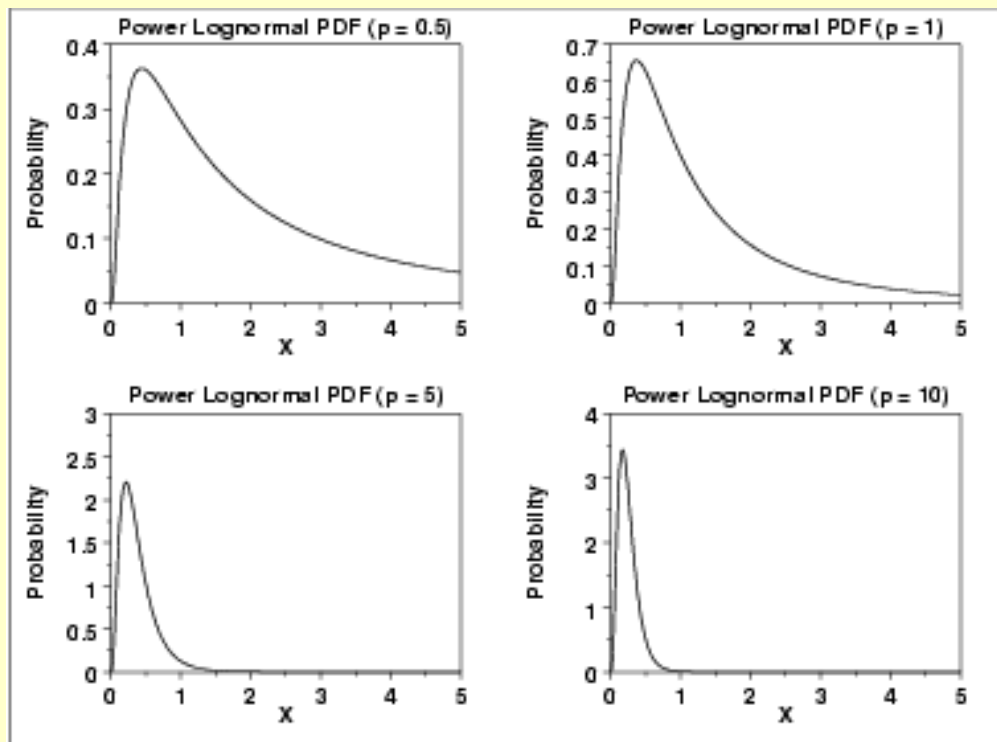 Power Lognormal PDF (p = 0.5)
0.4
0.3
0.2
0.1
0
Probability
0 1 2 3 4 5
X
Power Lognormal PDF (p = 1)
0.7
0.6
0.5
0.4
0.3
0.2
0.1
0
Probability
0 1 2 3 4 5
X
Power Lognormal PDF (p = 5)
3
2.5
2
1.5
1
0.5
0
Probability
0 1 2 3 4 5
X
Power Lognormal PDF (p = 10)
4
3
2
1
0
Probability
0 1 2 3 4 5
X